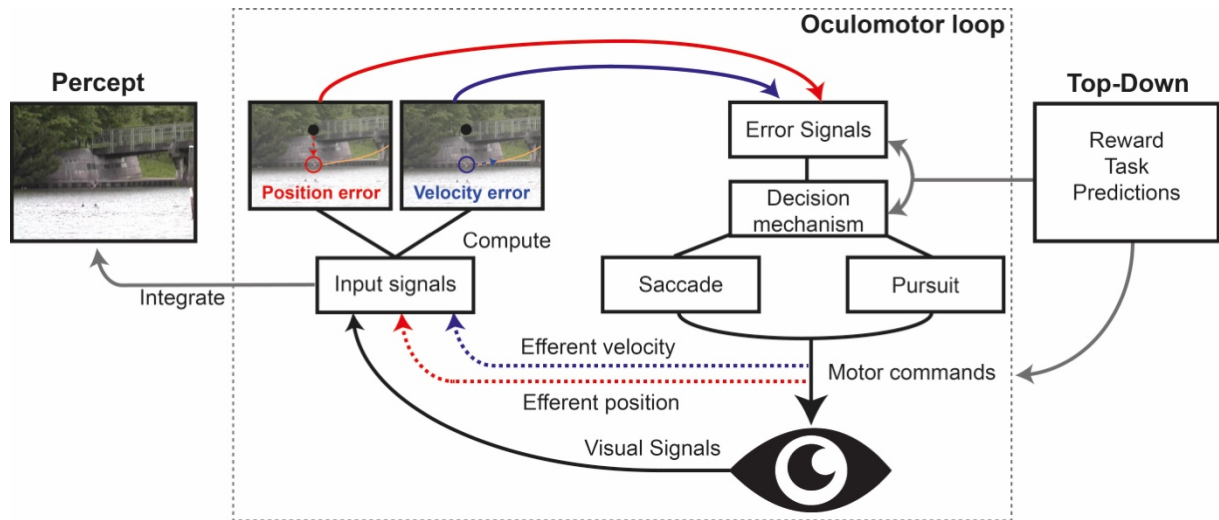 Oculomotor loop
Percept
Top-Down
Position error
Velocity error
Error Signals
Reward
Task
Predictions
Decision
mechanism
Compute
Input signals
Saccade
Pursuit
Integrate
Efferent velocity
Motor commands
Efferent position
Visual Signals